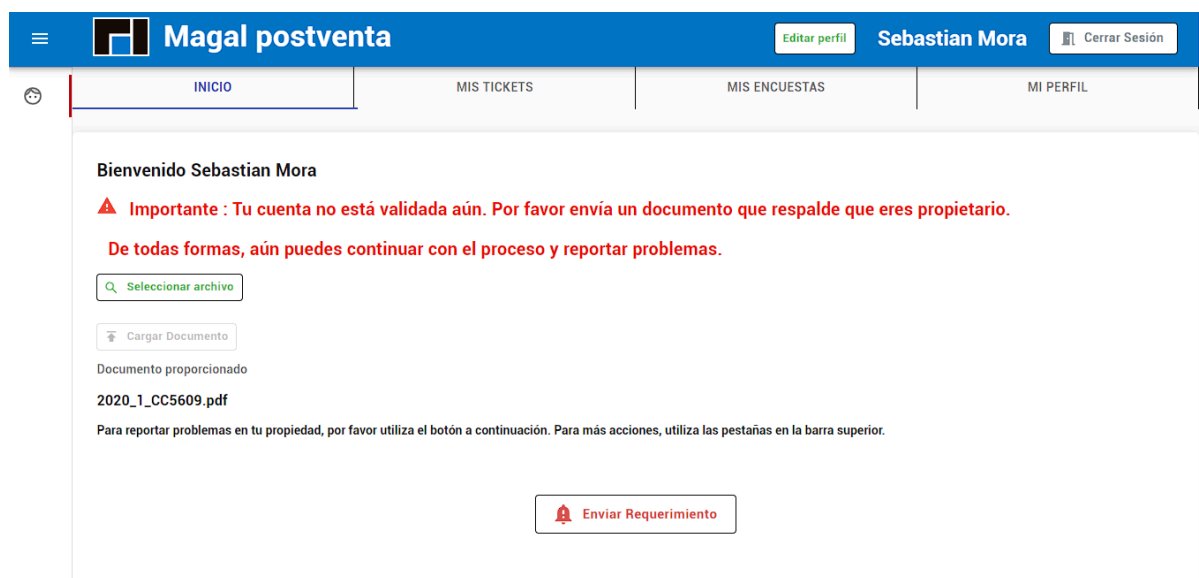 Magal postventa
Editar perfil
Sebastian Mora
Cerrar Sesión
INICIO
MIS TICKETS
MIS ENCUESTAS
MI PERFIL
Bienvenido Sebastian Mora
Importante : Tu cuenta no está validada aún. Por favor envía un documento que respalde que eres propietario.
De todas formas, aún puedes continuar con el proceso y reportar problemas.
Seleccionar archivo
Cargar Documento
Documento proporcionado
2020_1_CC5609.pdf
Para reportar problemas en tu propiedad, por favor utiliza el botón a continuación. Para más acciones, utiliza las pestañas en la barra superior.
Enviar Requerimiento